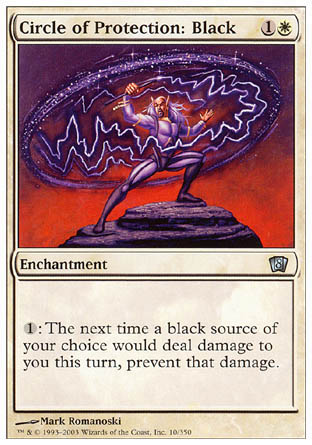 Circle of Protection: Black 1
Enchantment 8
1: The next time a black source of
your choice would deal damage to
you this turn, prevent that damage.
Mark Romanoski
™ & © 1993–2003 Wizards of the Coast, Inc. 10/350